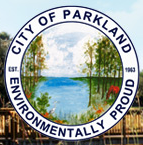 CITY OF PARKLAND
EST. 1963
ENVIRONMENTALLY PROUD